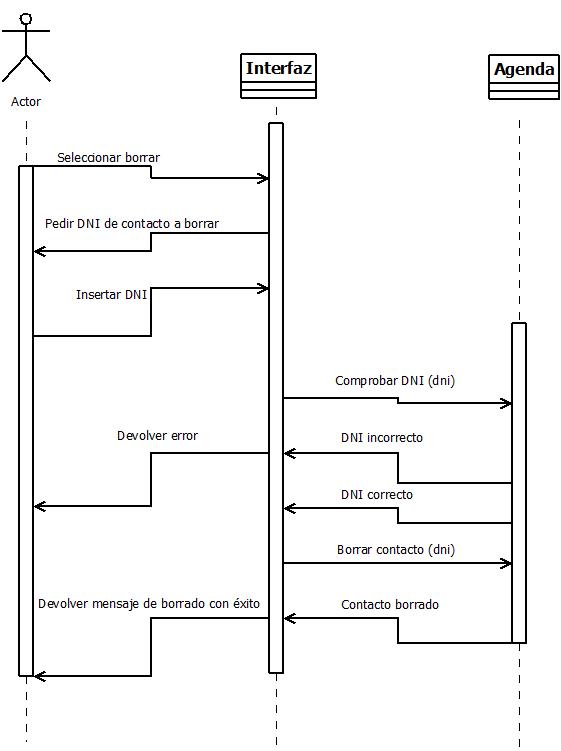 Interfaz
Agenda
Actor
Seleccionar borrar
Pedir DNI de contacto a borrar
Insertar DNI
Comprobar DNI (dni)
Devolver error
DNI incorrecto
DNI correcto
Borrar contacto (dni)
Devolver mensaje de borrado con éxito
Contacto borrado